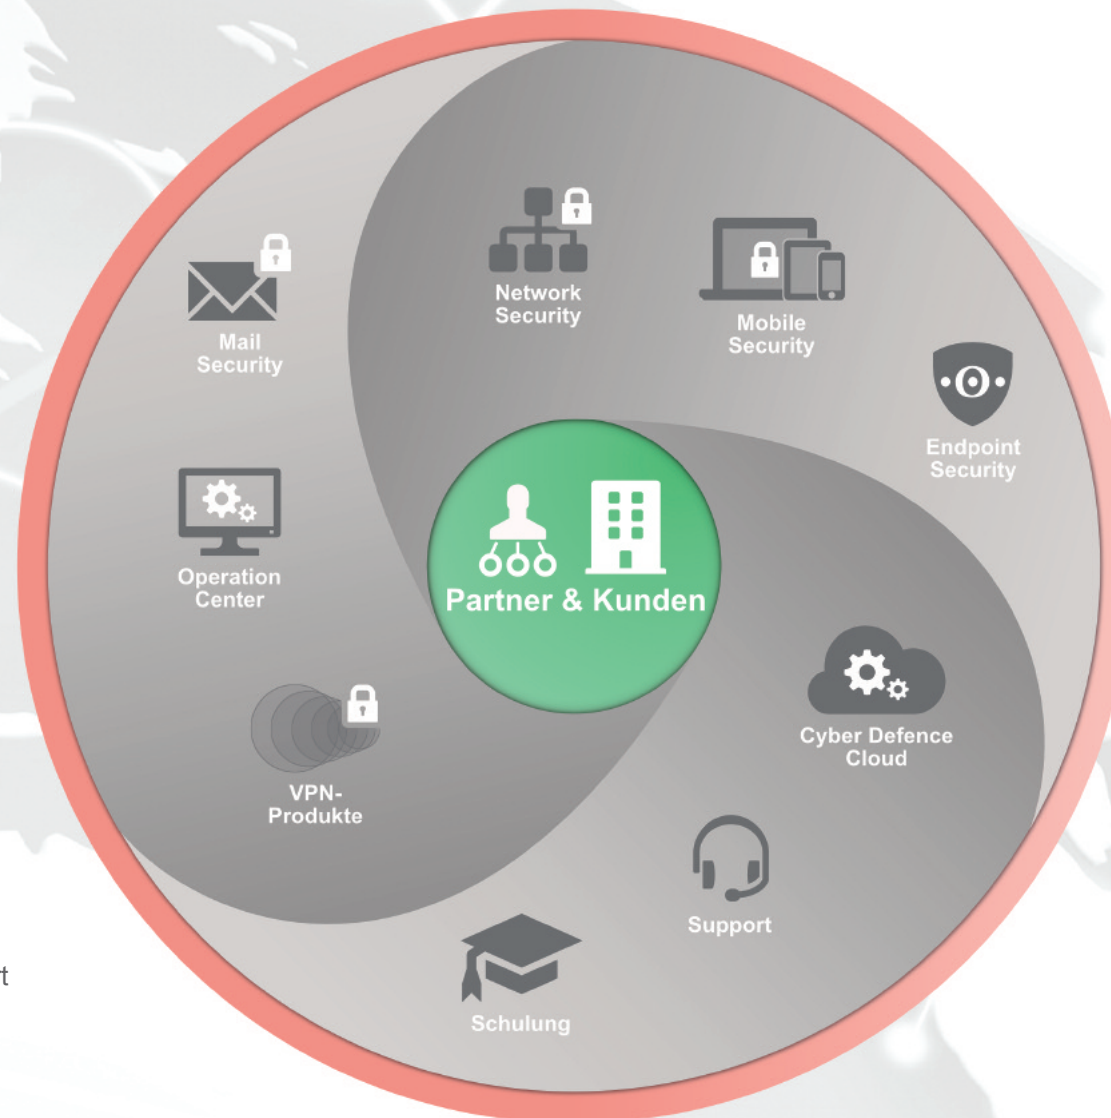 Network
Security
Mobile
Security
Mail
Security
Endpoint
Security
Operation
Center
Partner & Kunden
Cyber Defence
Cloud
VPN-
Produkte
Support
t
Schulung